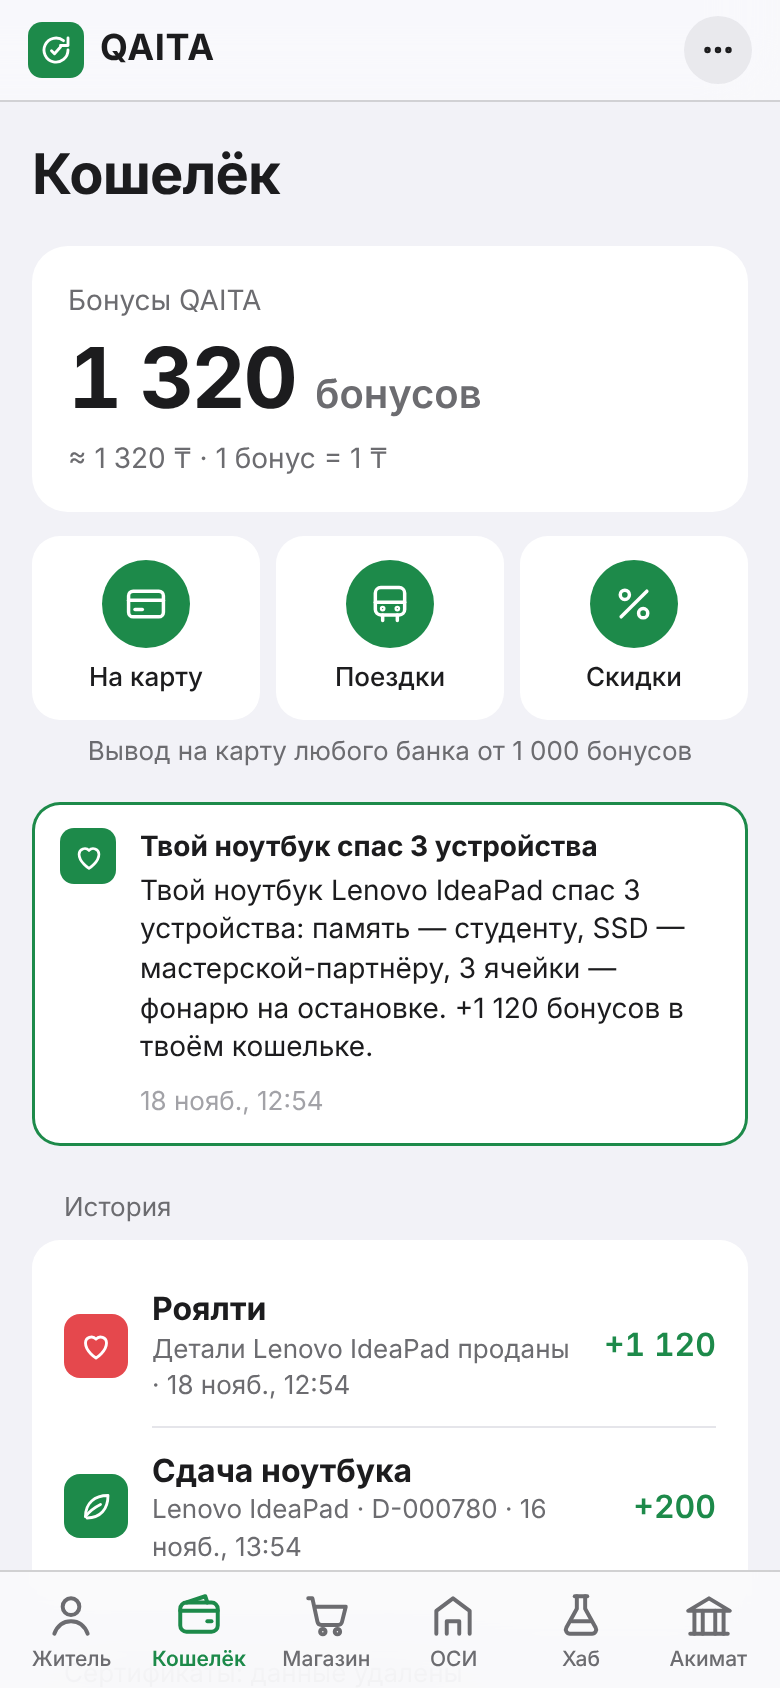 QAITA
Кошелёк
Бонусы QAITA
1 320 бонусов
≈ 1 320 ₸ · 1 бонус = 1 ₸
На карту
Поездки
Скидки
Вывод на карту любого банка от 1 000 бонусов
Твой ноутбук спас 3 устройства
Твой ноутбук Lenovo IdeaPad спас 3
устройства: память — студенту, SSD —
мастерской-партнёру, 3 ячейки —
фонарю на остановке. +1 120 бонусов в
твоём кошельке.
18 нояб., 12:54
История
Роялти
Детали Lenovo IdeaPad проданы
· 18 нояб., 12:54
+1 120
Сдача ноутбука
Lenovo IdeaPad · D-000780 · 16
нояб., 13:54
+200
Житель
Кошелёк
Магазин
ОСИ
Хаб
Акимат
Сертификаты: данные удалены